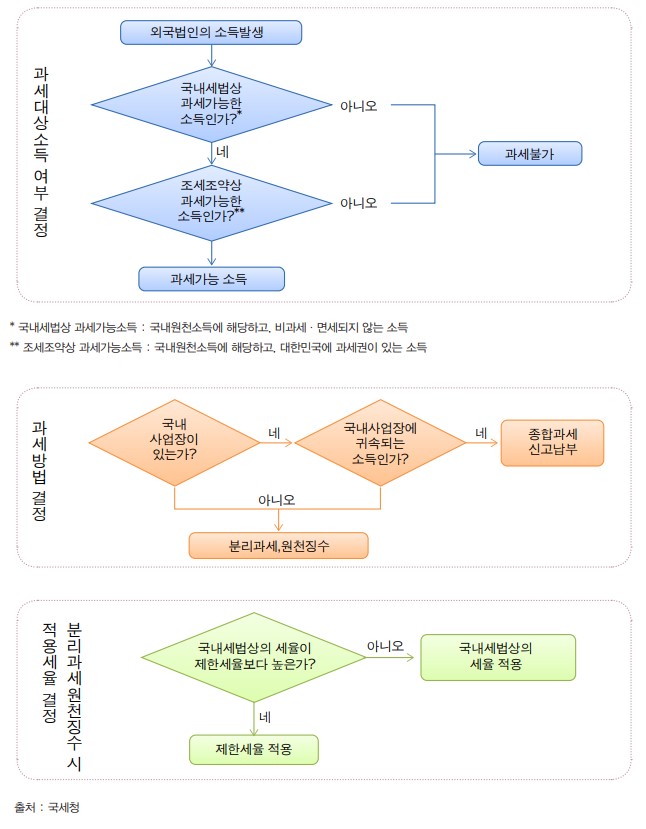 과세대상소득 여부 결정
외국법인의 소득발생
국내세법상
과세가능한
소득인가?*
아니오
네
과세불가
조세조약상
과세가능한
소득인가?**
아니오
과세가능 소득
* 국내세법상 과세가능소득 : 국내원천소득에 해당하고, 비과세 · 면세되지 않는 소득
** 조세조약상 과세가능소득 : 국내원천소득에 해당하고, 대한민국에 과세권이 있는 소득
과세방법 결정
국내
사업장이
있는가?
네
국내사업장에
귀속되는
소득인가?
네
종합과세
신고납부
아니오
분리과세,원천징수
분리과세원천징수 시
적용세율 결정
국내세법상의 세율이
제한세율보다 높은가?
아니오
국내세법상의
세율 적용
네
제한세율 적용
출처 : 국세청